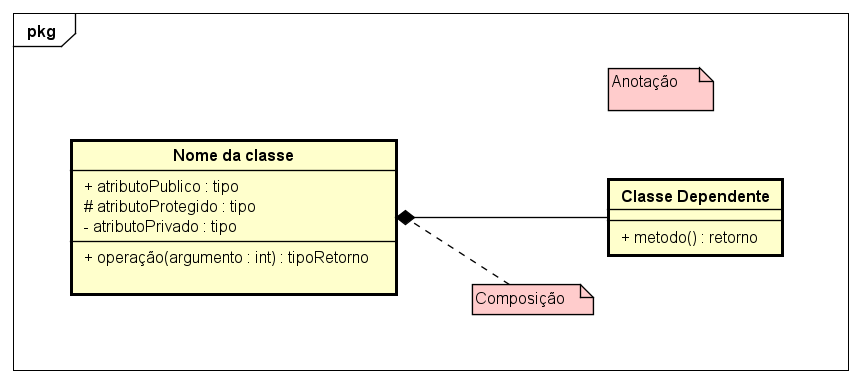 pkg
Anotação
Nome da classe
+ atributoPublico : tipo
# atributoProtegido : tipo
- atributoPrivado : tipo
+ operação(argumento : int) : tipoRetorno
Classe Dependente
+ metodo() : retorno
Composição